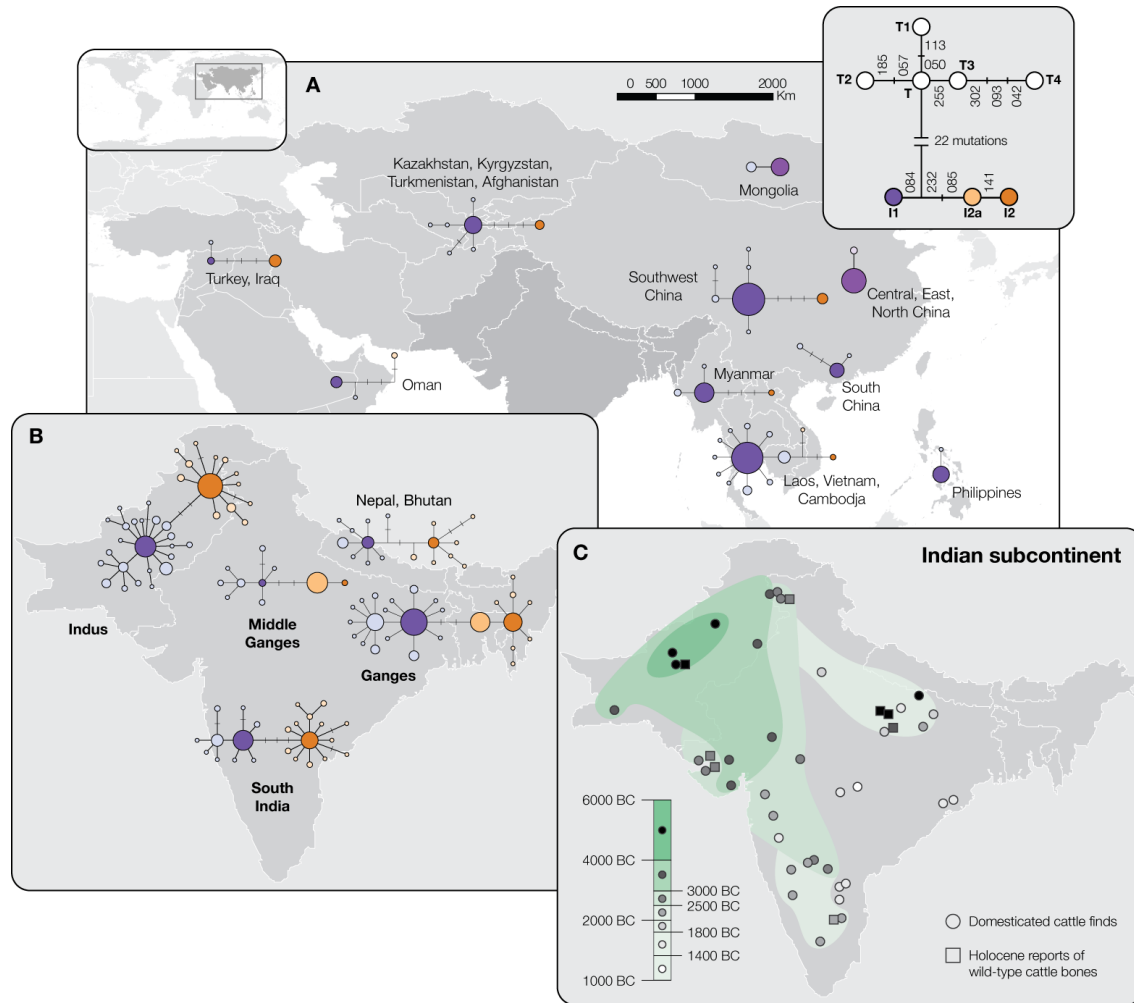 A
0 500 1000 2000
Km
Kazakhstan, Kyrgyzstan,
Turkmenistan, Afghanistan
Mongolia
Turkey, Iraq
Southwest
China
Central, East,
North China
Oman
Myanmar
South
China
Laos, Vietnam,
Cambodja
Philippines
T1
113
T2
185
057
050
T3
T4
T
255
302
093
042
22 mutations
084
232
085
141
I1
I2a
I2
B
Nepal, Bhutan
Indus
Middle
Ganges
Ganges
South
India
C
Indian subcontinent
6000 BC
4000 BC
3000 BC
2500 BC
2000 BC
1800 BC
1400 BC
1000 BC
Domesticated cattle finds
Holocene reports of
wild-type cattle bones